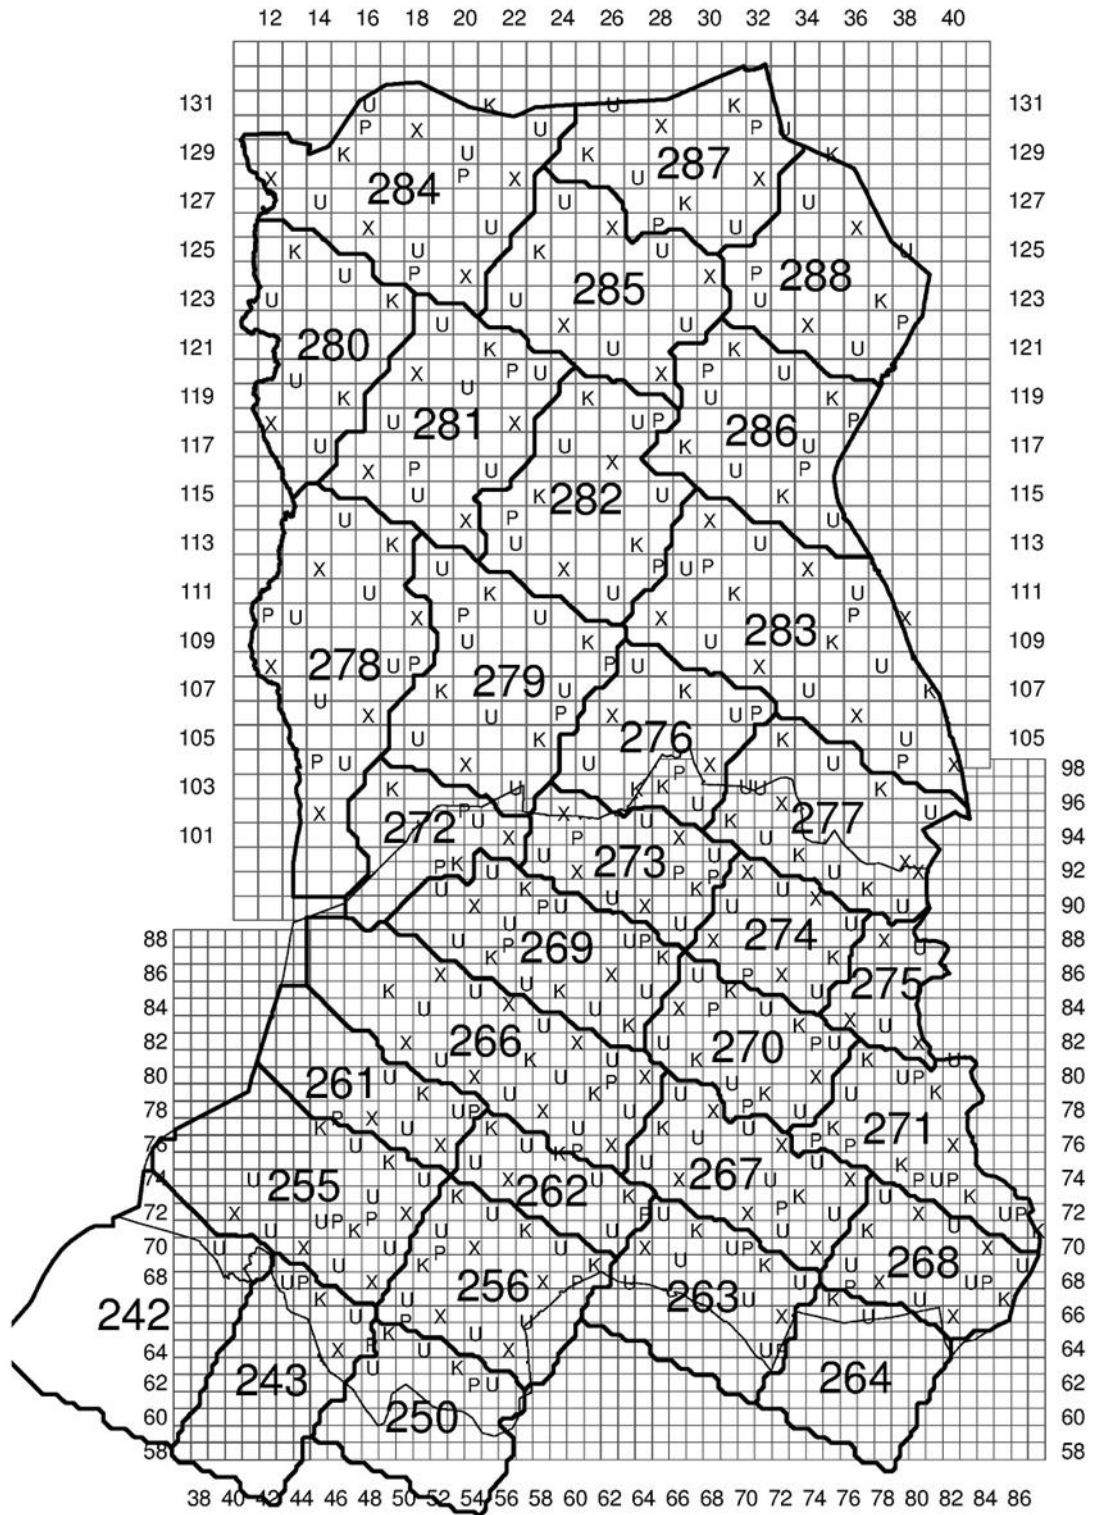 12 14 16 18 20 22 24 26 28 30 32 34 36 38 40
131 U K U K 131
P X U X P U
129 K U K K 129
287
X P X U X
284
127 U U K U 127
X U X P U X
125 K U K U U 125
U P X X P
285 288
123 U K U U K 123
U X U X P
121 K U K U 121
280
X P U X P U
U U
119 K K U K 119
X U X U P P
281 286
117 U U K U 117
X P U X U P
115 U K U K 115
282
U X P X U
113 K U K U 113
X U X P U P X
111 U K U K U 111
P U X P U X P X
283
109 U K U K 109
X U P P U X U
278 279
107 U K U K U K 107
X U P X U P X
105 U K K U 105
276
P U X U X U P X
P 98
103 K U K K U U K
X P X U X U 96
272 277
101 U X P U X K U 94
273
P K U U K X X 92
U X P P X U X
U K U K U K
X P U X U 90
88 U U U
U P U P X X U
269 274
K K K 275
86 X X P X 86
K U U U K U
84 U X U X P 84
U K K X U
82 X X P U X 82
266 270
U K U K K
80 U X U P U X U P 80
261
K U K U K K
78 P X U P X U X P U 78
U K U K U K
76 U X K P X U X P P X 76
271
K U U K
74 U X U X U P U P 74
255 262 267
U K K K U K
72 X U P X U U P X P X U P 72
U K U K U K U K
70 U X U P X X U P X U 70
U K K U K U
268
68 U P X X P U P X P X U P 68
256
242 K U U K K
263
66 U P X U X U X 66
K U
64 X P U X U P 64
U K
243 264
62 P U 62
60 60
250
58 58
38 40 42 44 46 48 50 52 54 56 58 60 62 64 66 68 70 72 74 76 78 80 82 84 86